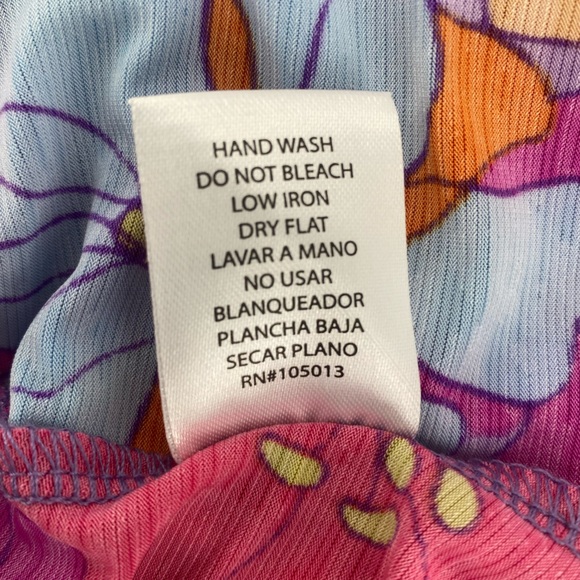 HAND WASH
DO NOT BLEACH
LOW IRON
DRY FLAT
LAVAR A MANO
NO USAR
BLANQUEADOR
PLANCHA BAJA
SECAR PLANO
RN#105013